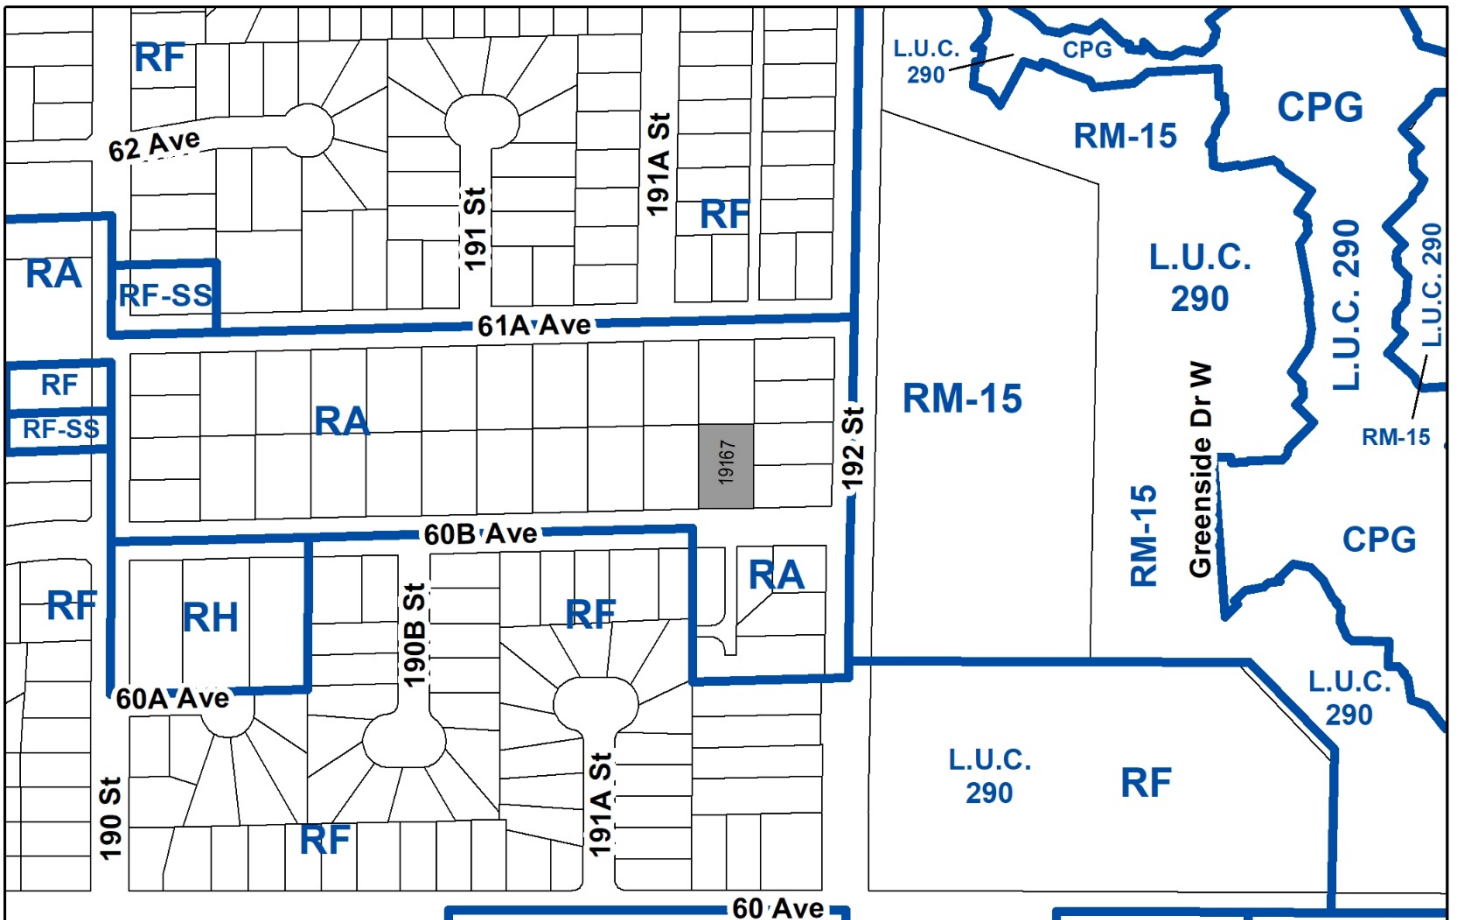 RF
L.U.C.
290
CPG
CPG
62 Ave
191A St
RM-15
191 St
RF
RA
RF-SS
L.U.C.
290
L.U.C. 290
L.U.C. 290
61A Ave
RF
RF-SS
RA
RM-15
192 St
Greenside Dr W
RM-15
19167
60B Ave
RM-15
CPG
RF
RH
190B St
RF
RA
60A Ave
L.U.C.
290
190 St
191A St
L.U.C.
290
RF
RF
60 Ave